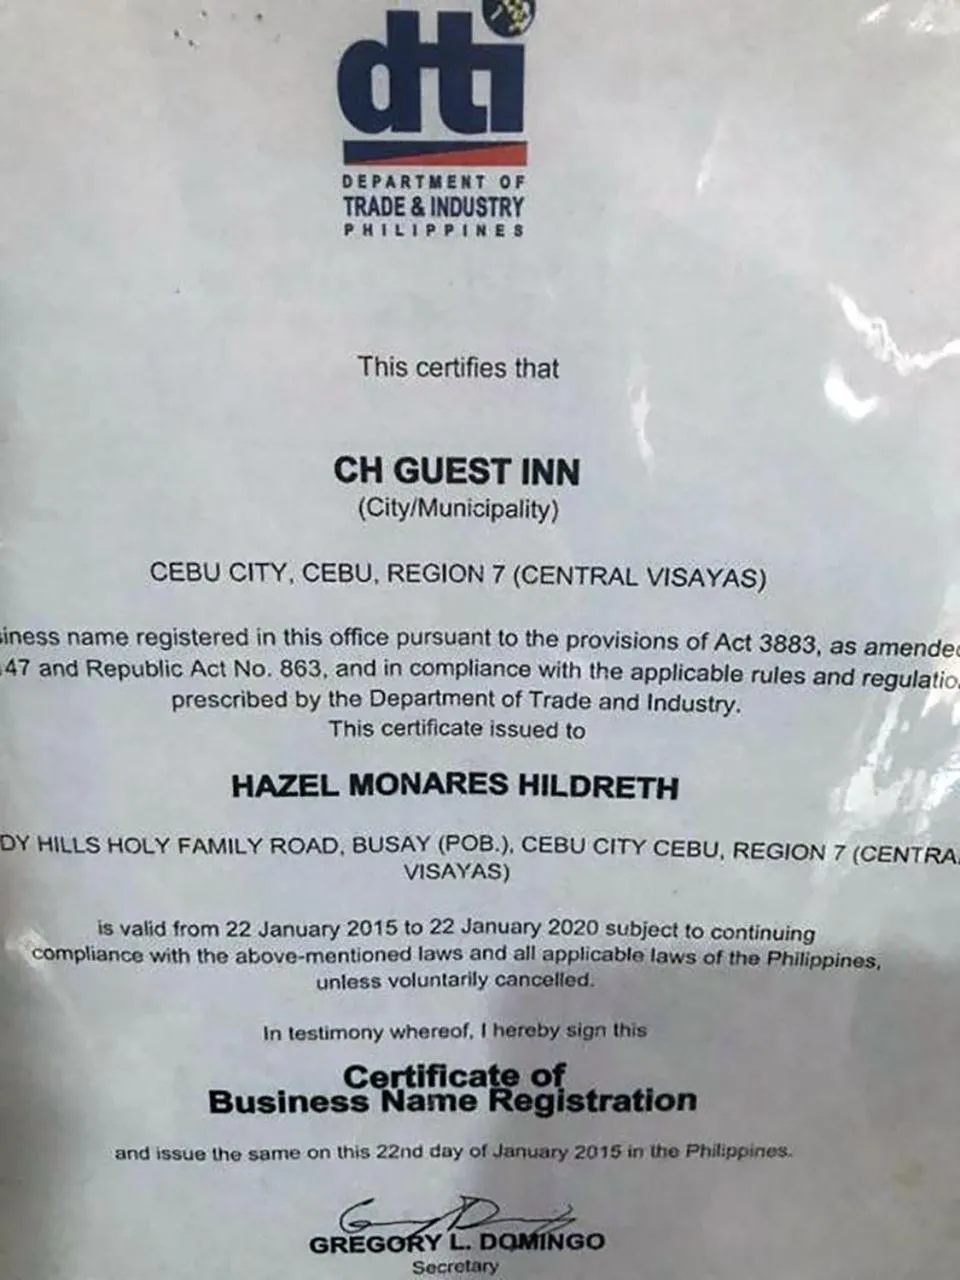 dti
DEPARTMENT OF
TRADE & INDUSTRY
PHILIPPINES
This certifies that
CH GUEST INN
(City/Municipality)
CEBU CITY, CEBU, REGION 7 (CENTRAL VISAYAS)
iness name registered in this office pursuant to the provisions of Act 3883, as amended
47 and Republic Act No. 863, and in compliance with the applicable rules and regulatio
prescribed by the Department of Trade and Industry.
This certificate issued to
HAZEL MONARES HILDRETH
DY HILLS HOLY FAMILY ROAD, BUSAY (POB.), CEBU CITY CEBU, REGION 7 (CENTRA
VISAYAS)
is valid from 22 January 2015 to 22 January 2020 subject to continuing
compliance with the above-mentioned laws and all applicable laws of the Philippines,
unless voluntarily cancelled.
In testimony whereof, I hereby sign this
Certificate of
Business Name Registration
and issue the same on this 22nd day of January 2015 in the Philippines.
GREGORY L. DOMINGO
Secretary